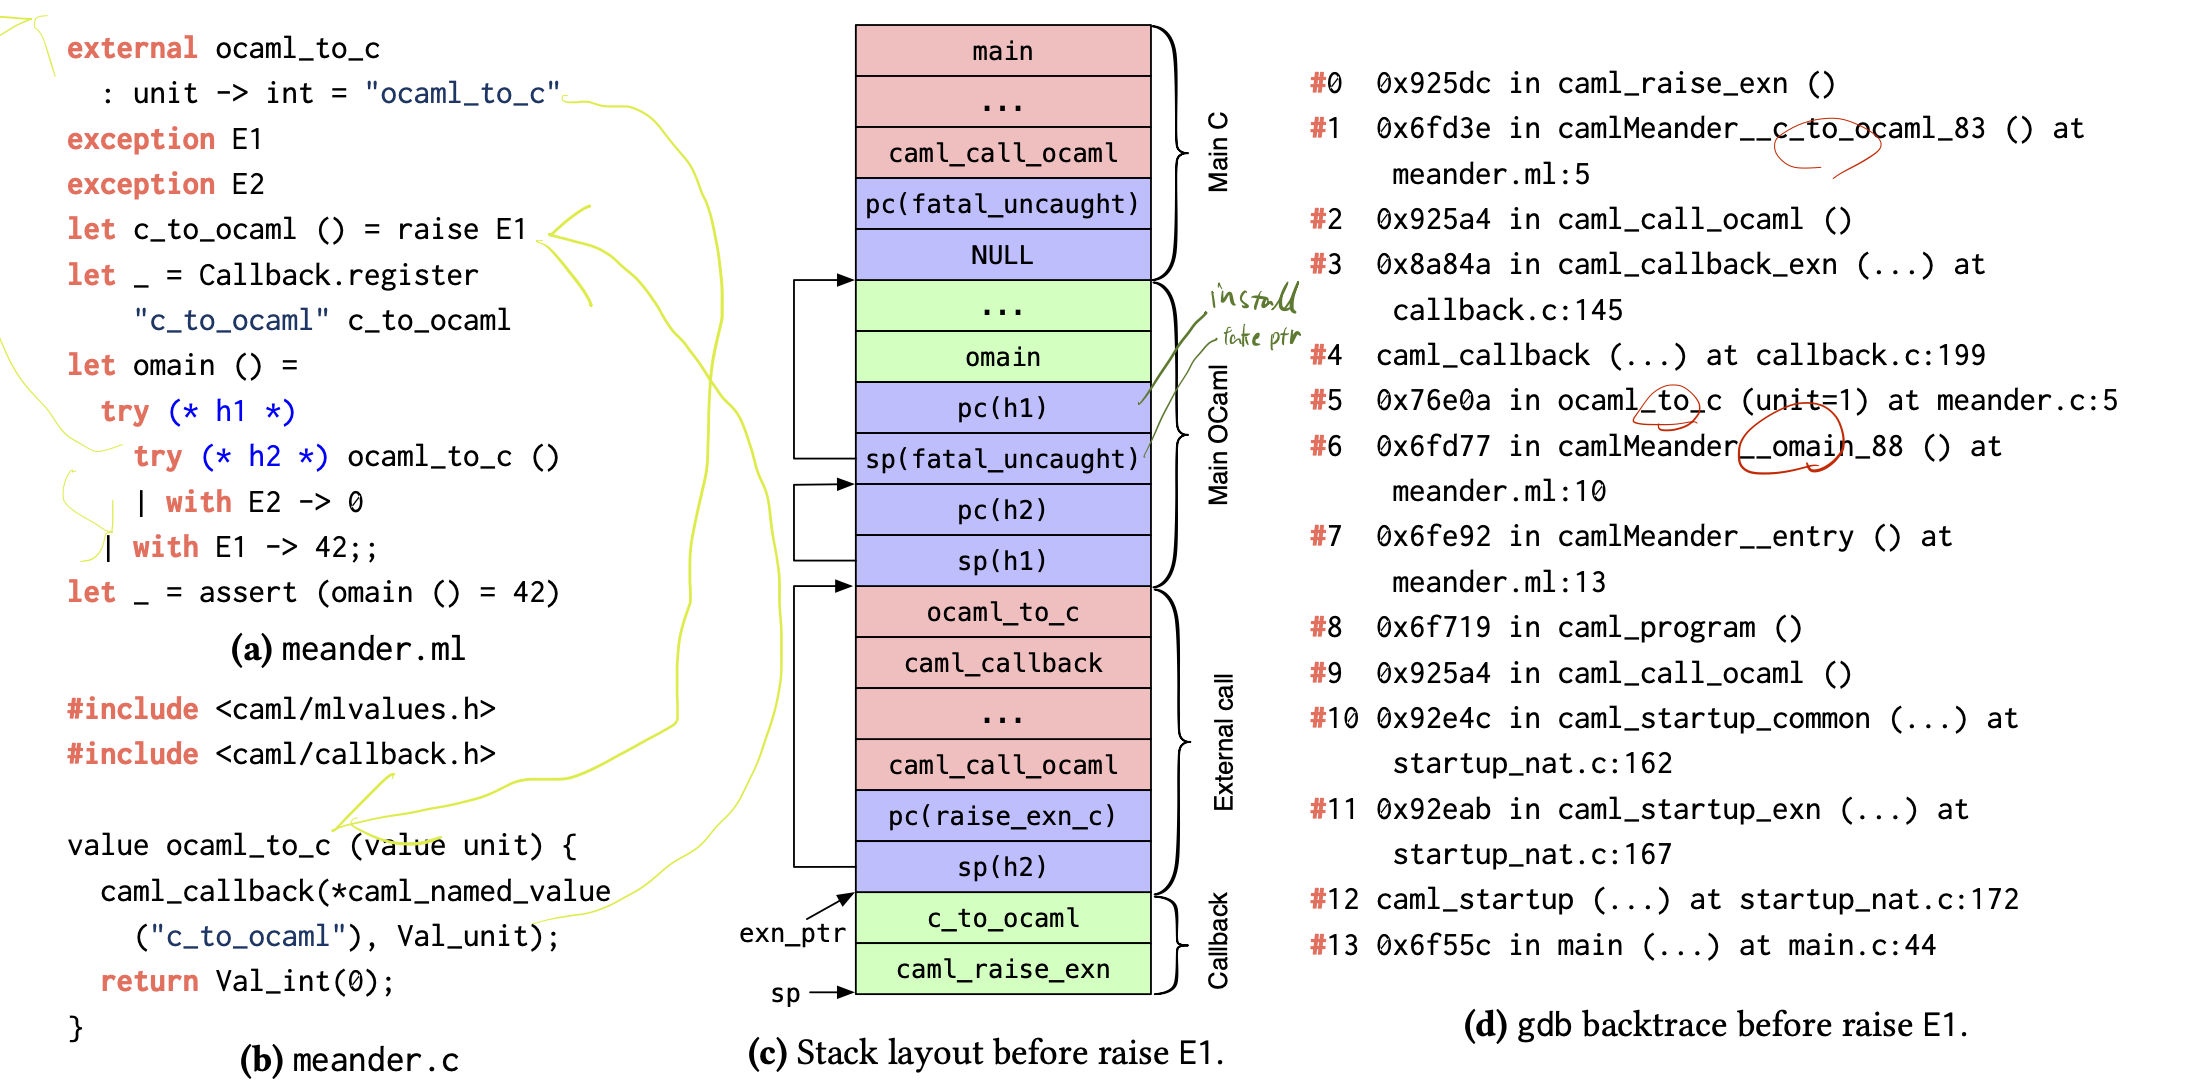 external ocaml_to_c
: unit -> int = "ocaml_to_c"
exception E1
exception E2
let c_to_ocaml () = raise E1
let _ = Callback.register
"c_to_ocaml" c_to_ocaml
let omain () =
try (* h1 *)
try (* h2 *) ocaml_to_c ()
| with E2 -> 0
| with E1 -> 42;;
let _ = assert (omain () = 42)
(a) meander.ml
#include <caml/mlvalues.h>
#include <caml/callback.h>
value ocaml_to_c (value unit) {
caml_callback(*caml_named_value
("c_to_ocaml"), Val_unit);
return Val_int(0);
}
(b) meander.c
main
...
caml_call_ocaml
pc(fatal_uncaught)
NULL
...
omain
pc(h1)
sp(fatal_uncaught)
pc(h2)
sp(h1)
ocaml_to_c
caml_callback
...
caml_call_ocaml
pc(raise_exn_c)
sp(h2)
c_to_ocaml
caml_raise_exn
exn_ptr
sp
Main C
Main OCaml
External call
Callback
install
ptr
(c) Stack layout before raise E1.
#0 0x925dc in caml_raise_exn ()
#1 0x6fd3e in camlMeander__c_to_ocaml_83 () at
meander.ml:5
#2 0x925a4 in caml_call_ocaml ()
#3 0x8a84a in caml_callback_exn (...) at
callback.c:145
#4 caml_callback (...) at callback.c:199
#5 0x76e0a in ocaml_to_c (unit=1) at meander.c:5
#6 0x6fd77 in camlMeander__omain_88 () at
meander.ml:10
#7 0x6fe92 in camlMeander__entry () at
meander.ml:13
#8 0x6f719 in caml_program ()
#9 0x925a4 in caml_call_ocaml ()
#10 0x92e4c in caml_startup_common (...) at
startup_nat.c:162
#11 0x92eab in caml_startup_exn (...) at
startup_nat.c:167
#12 caml_startup (...) at startup_nat.c:172
#13 0x6f55c in main (...) at main.c:44
(d) gdb backtrace before raise E1.